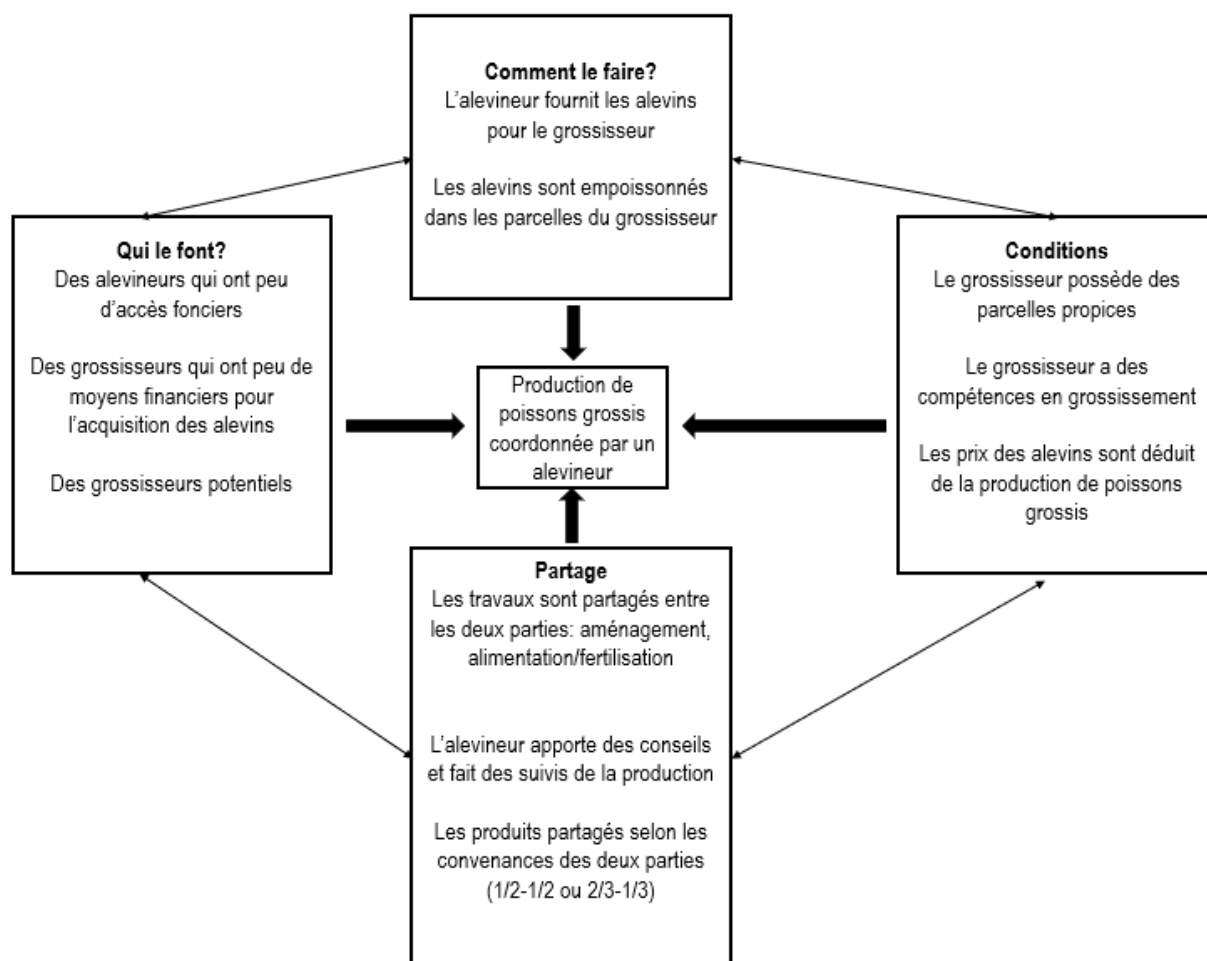 Comment le faire?
L'alevineur fournit les alevins
pour le grossisseur
Les alevins sont empoissonnés
dans les parcelles du grossisseur
Qui le font?
Des alevineurs qui ont peu
d'accès fonciers
Des grossisseurs qui ont peu de
moyens financiers pour
l'acquisition des alevins
Des grossisseurs potentiels
Production de
poissons grossis
coordonnée par un
alevineur
Conditions
Le grossisseur possède des
parcelles propices
Le grossisseur a des
compétences en grossissement
Les prix des alevins sont déduit
de la production de poissons
grossis
Partage
Les travaux sont partagés entre
les deux parties: aménagement,
alimentation/fertilisation
L'alevineur apporte des conseils
et fait des suivis de la production
Les produits partagés selon les
convenances des deux parties
(1/2-1/2 ou 2/3-1/3)